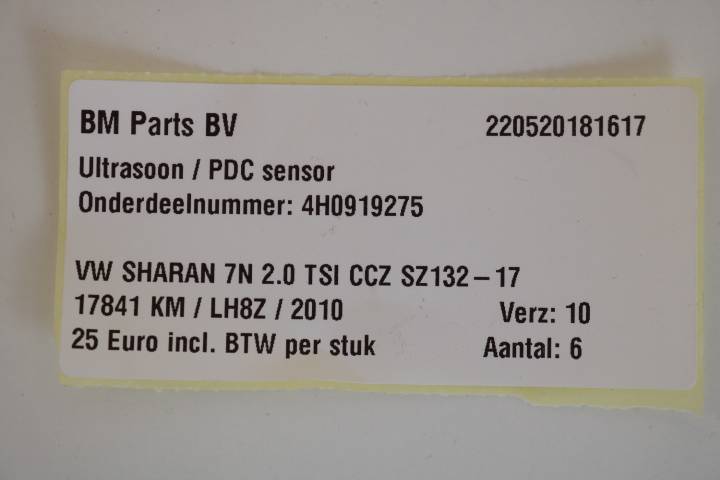 BM Parts BV 220520181617
Ultrasoon / PDC sensor
Onderdeelnummer: 4H0919275
VW SHARAN 7N 2.0 TSI CCZ SZ132 – 17
17841 KM / LH8Z / 2010 Verz: 10
25 Euro incl. BTW per stuk Aantal: 6